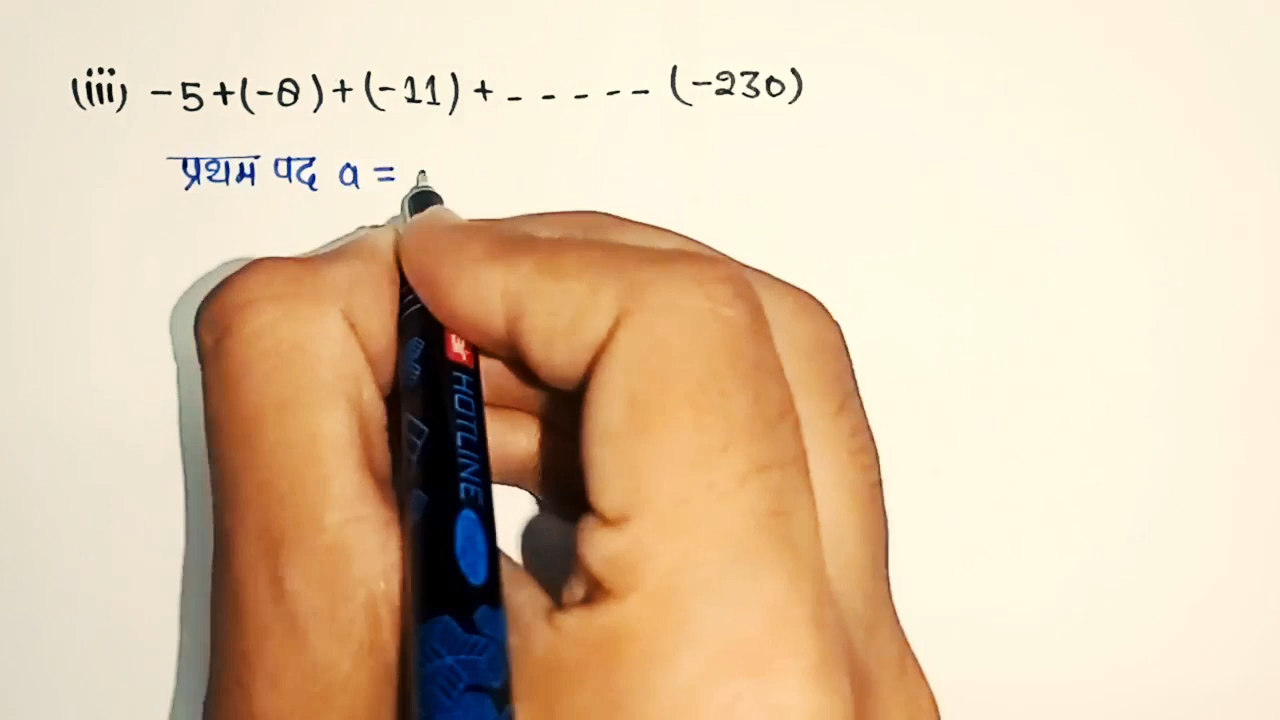 (iii) -5+(-8)+(-11)+----- (-230)
प्रथम पद a =
HOTLINE